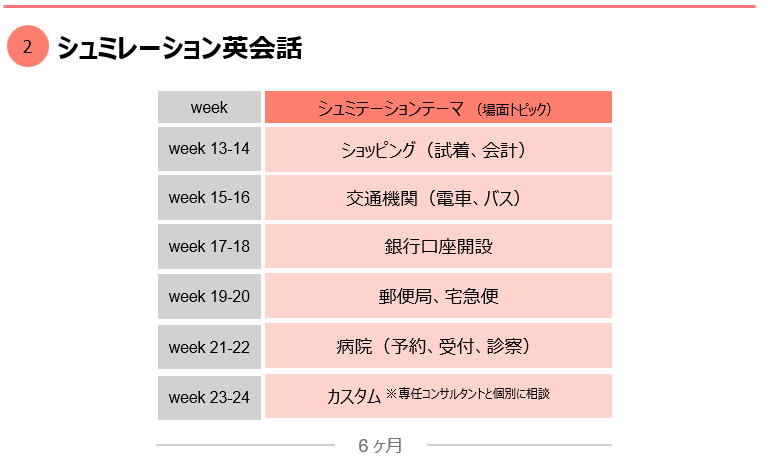 2 シュミレーション英会話
week シュミテーションテーマ （場面トピック）
week 13-14 ショッピング（試着、会計）
week 15-16 交通機関（電車、バス）
week 17-18 銀行口座開設
week 19-20 郵便局、宅急便
week 21-22 病院（予約、受付、診察）
week 23-24 カスタム ※専任コンサルタントと個別に相談
6ヶ月